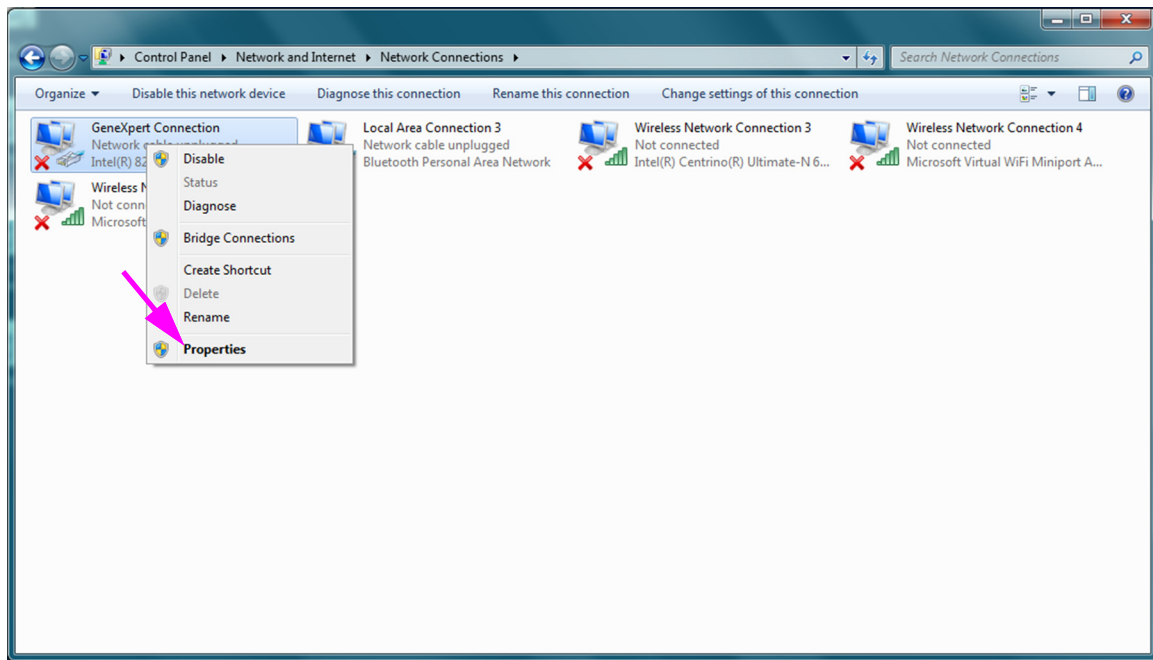 Control Panel Network and Internet Network Connections
Search Network Connections
Organize Disable this network device Diagnose this connection Rename this connection Change settings of this connection
GeneXpert Connection
Network cable unplugged
Intel(R) 82
Local Area Connection 3
Network cable unplugged
Bluetooth Personal Area Network
Wireless Network Connection 3
Not connected
Intel(R) Centrino(R) Ultimate-N 6...
Wireless Network Connection 4
Not connected
Microsoft Virtual WiFi Miniport A...
Wireless N
Not conn
Microsoft
Disable
Status
Diagnose
Bridge Connections
Create Shortcut
Delete
Rename
Properties